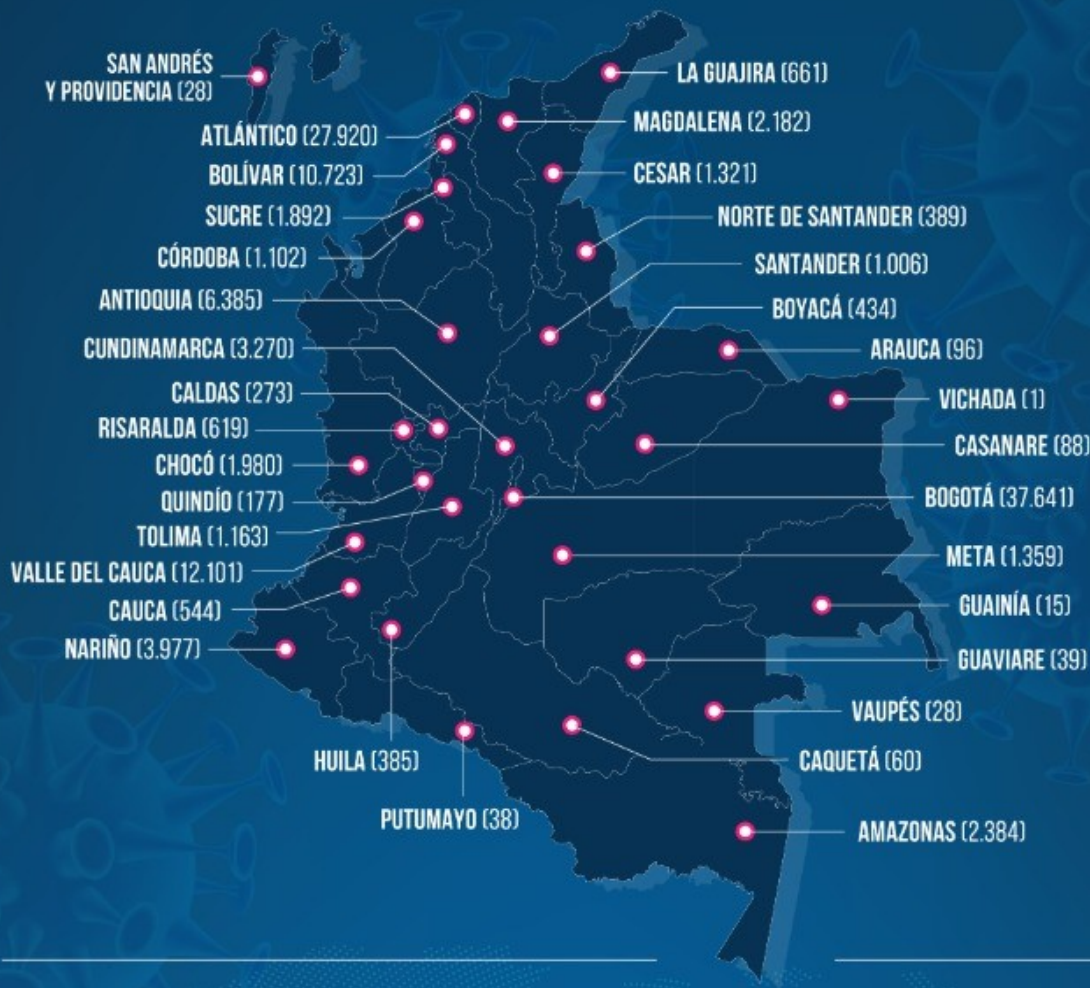 SAN ANDRÉS
Y PROVIDENCIA (28)
ATLÁNTICO (27.920)
BOLÍVAR (10.723)
SUCRE (1.892)
CÓRDOBA (1.102)
ANTIOQUIA (6.385)
CUNDINAMARCA (3.270)
CALDAS (273)
RISARALDA (619)
CHOCÓ (1.980)
QUINDÍO (177)
TOLIMA (1.163)
VALLE DEL CAUCA (12.101)
CAUCA (544)
NARIÑO (3.977)
HUILA (385)
PUTUMAYO (38)
LA GUAJIRA (661)
MAGDALENA (2.182)
CESAR (1.321)
NORTE DE SANTANDER (389)
SANTANDER (1.006)
BOYACÁ (434)
ARAUCA (96)
VICHADA (1)
CASANARE (88)
BOGOTÁ (37.641)
META (1.359)
GUAINÍA (15)
GUAVIARE (39)
VAUPÉS (28)
CAQUETÁ (60)
AMAZONAS (2.384)